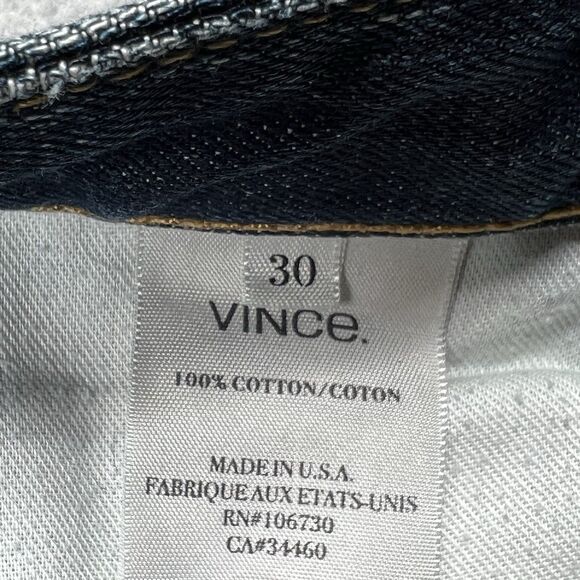 30
VINCe.
100% COTTON/COTON
MADE IN U.S.A.
FABRIQUE AUX ETATS-UNIS
RN#106730
CA#34460